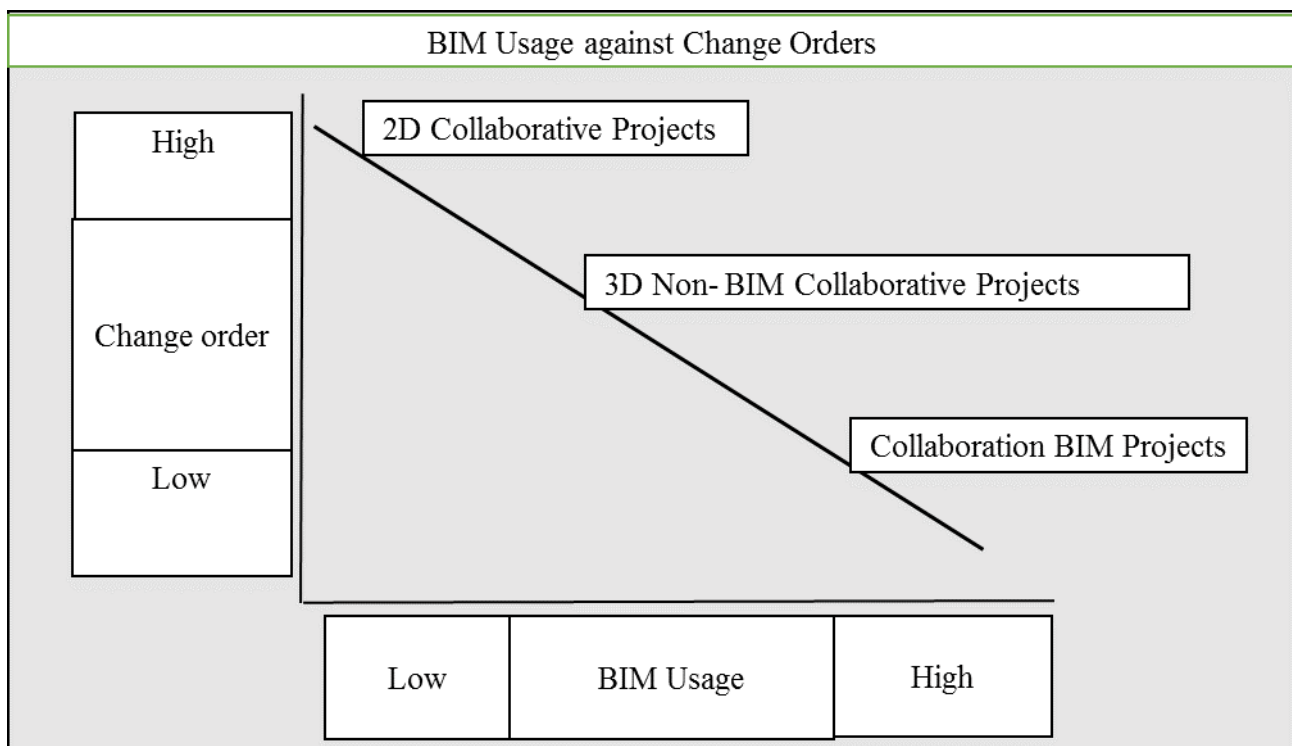 BIM Usage against Change Orders
2D Collaborative Projects
High
3D Non- BIM Collaborative Projects
Change order
Collaboration BIM Projects
Low
Low
BIM Usage
High